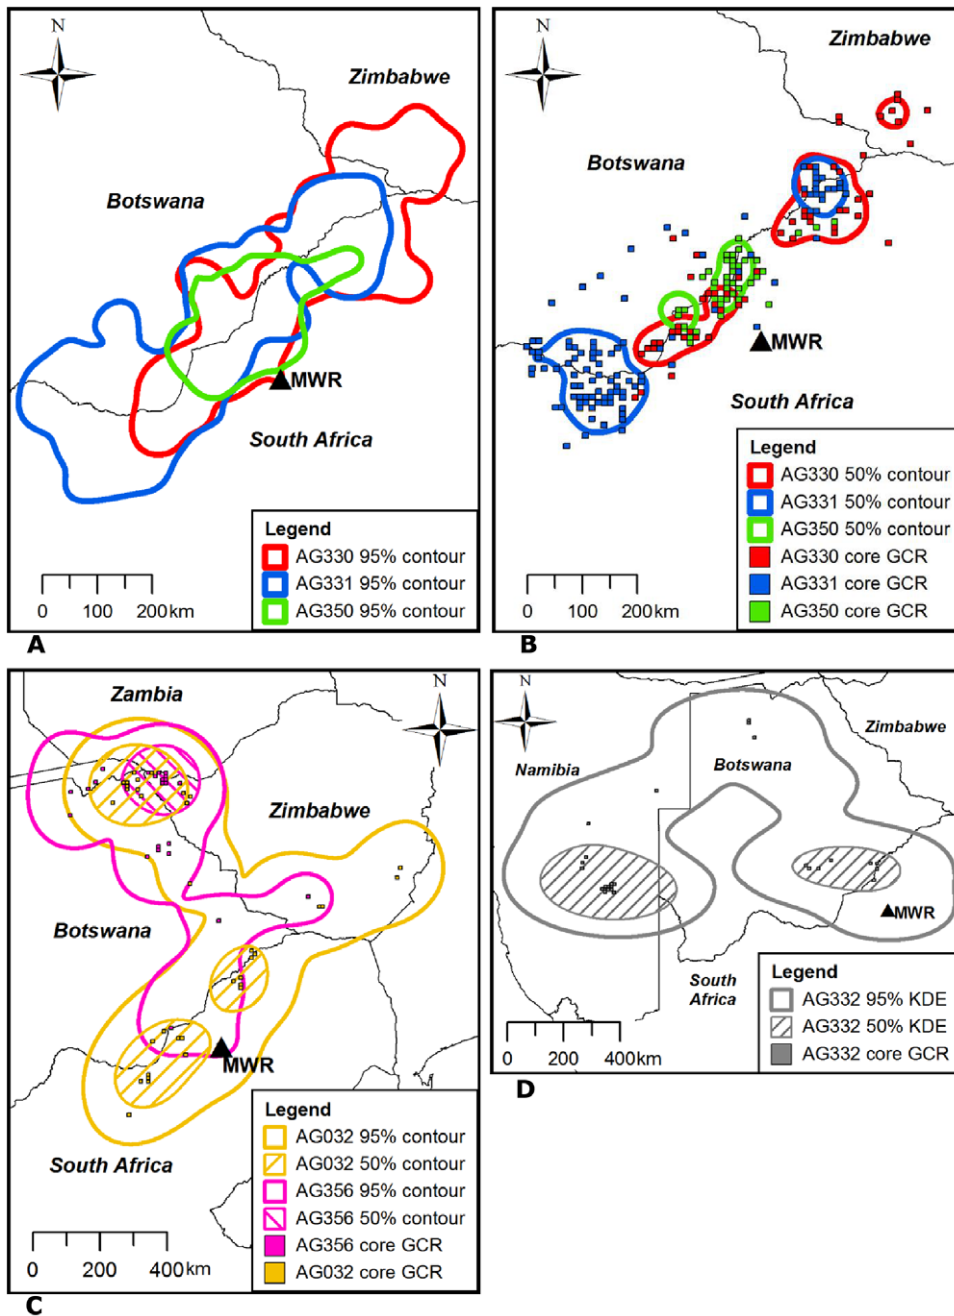 N
Zimbabwe
Botswana
MWR
South Africa
Legend
AG330 95% contour
AG331 95% contour
AG350 95% contour
0 100 200km
A
N
Zimbabwe
Botswana
MWR
South Africa
Legend
AG330 50% contour
AG331 50% contour
AG350 50% contour
AG330 core GCR
AG331 core GCR
AG350 core GCR
0 100 200km
B
Zambia
N
Zimbabwe
Botswana
MWR
South Africa
Legend
AG032 95% contour
AG032 50% contour
AG356 95% contour
AG356 50% contour
AG356 core GCR
AG032 core GCR
0 200 400km
C
N
Zimbabwe
Namibia
Botswana
MWR
South
Africa
Legend
AG332 95% KDE
AG332 50% KDE
AG332 core GCR
0 200 400km
D